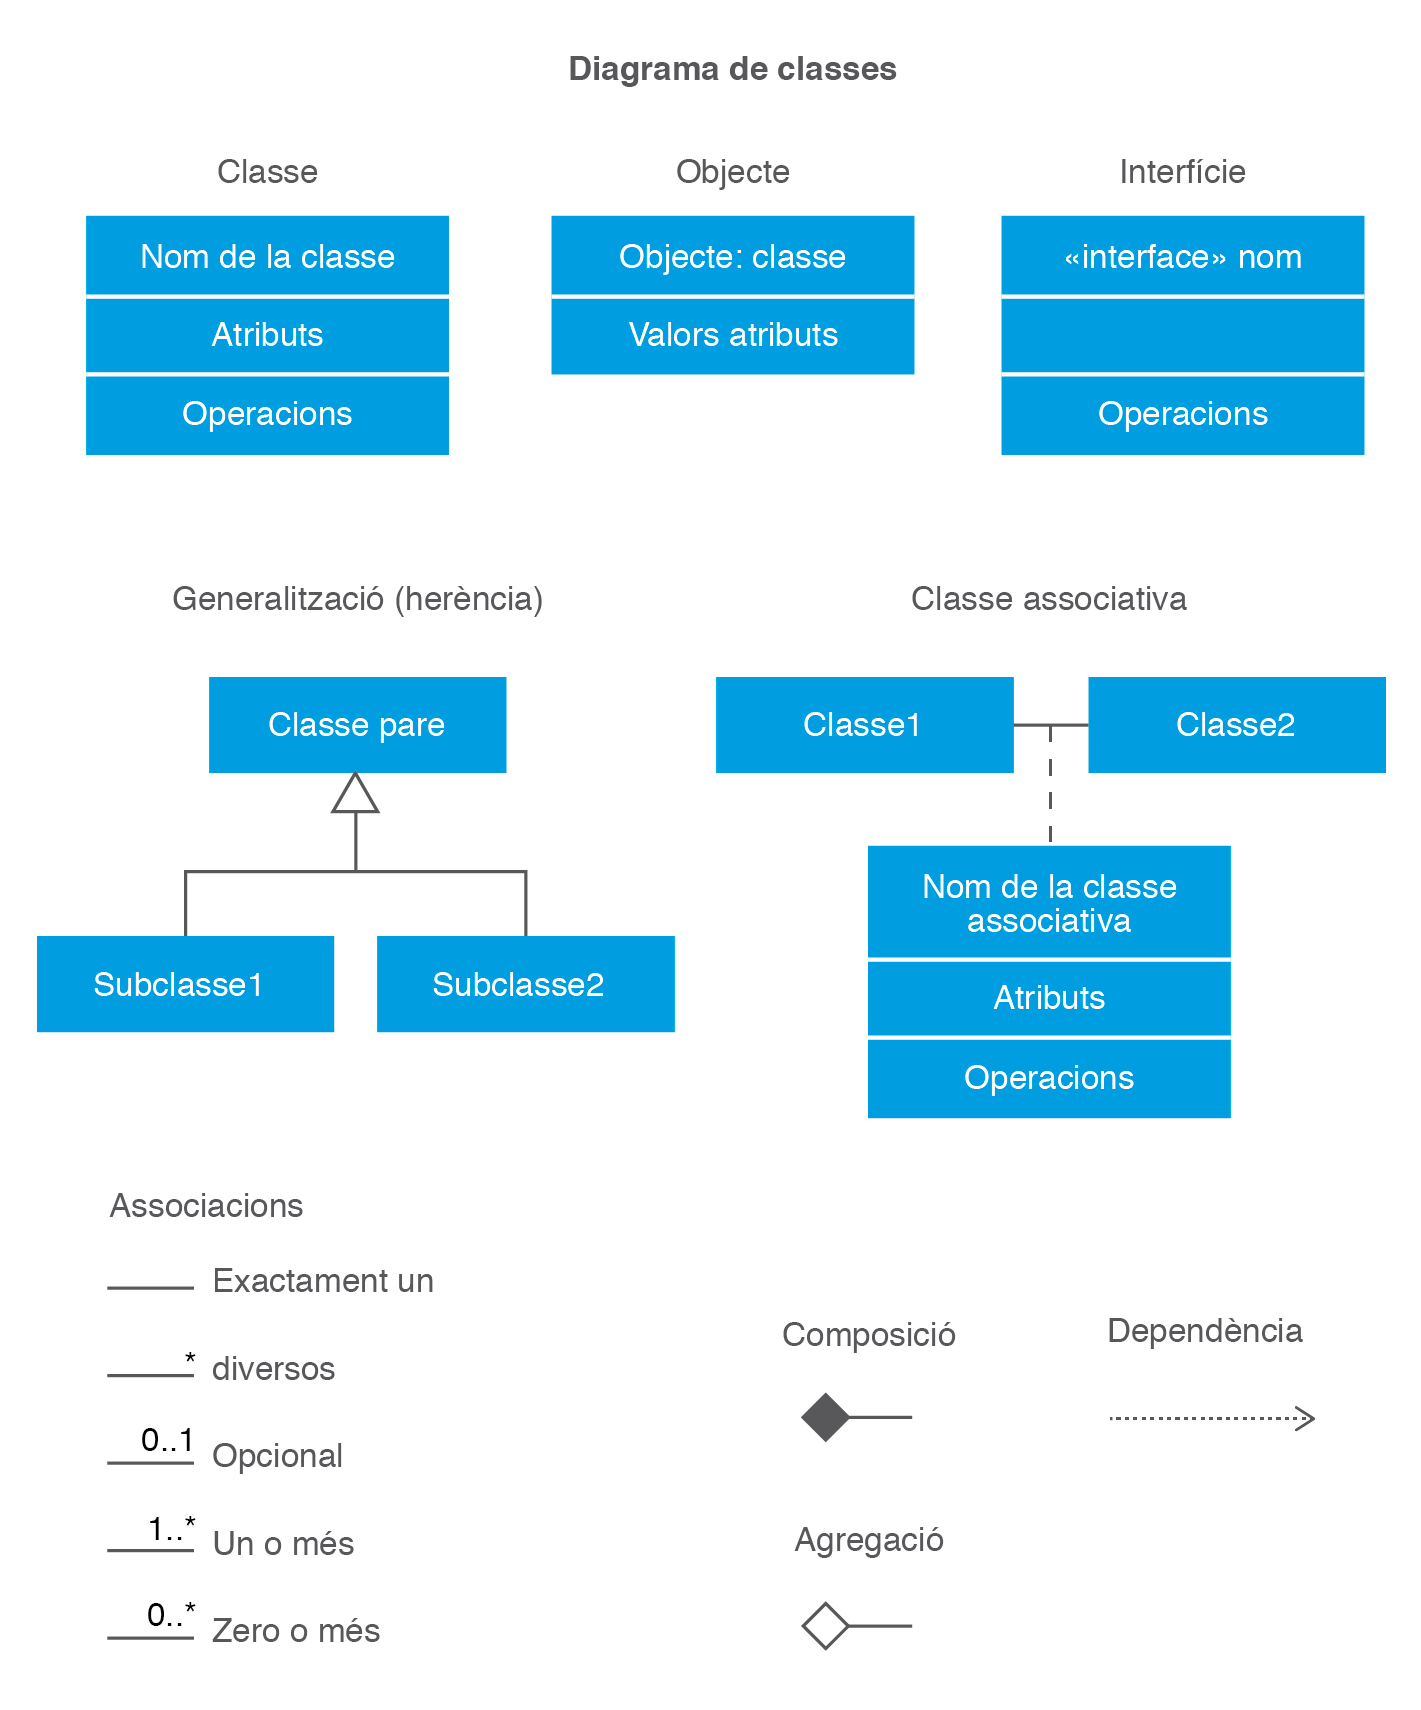 Diagrama de classes
Classe
Objecte
Interfície
Nom de la classe
Atributs
Operacions
Objecte: classe
Valors atributs
«interface» nom
Operacions
Generalització (herència)
Classe pare
Subclasse1
Subclasse2
Classe associativa
Classe1
Classe2
Nom de la classe
associativa
Atributs
Operacions
Associacions
Exactament un
* diversos
0..1 Opcional
1..* Un o més
0..* Zero o més
Composició
Dependència
Agregació